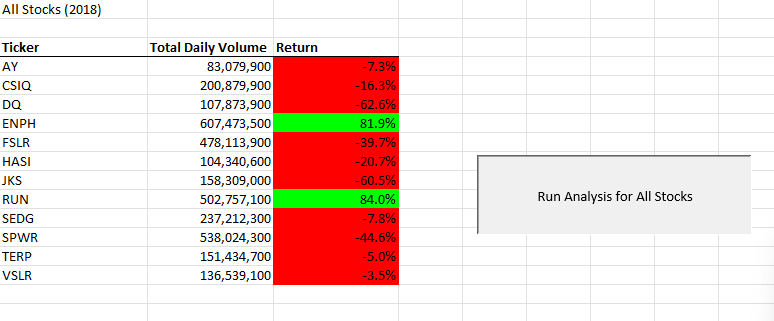 All Stocks (2018)
Ticker Total Daily Volume Return
AY 83,079,900 -7.3%
CSIQ 200,879,900 -16.3%
DQ 107,873,900 -62.6%
ENPH 607,473,500 81.9%
FSLR 478,113,900 -39.7%
HASI 104,340,600 -20.7%
JKS 158,309,000 -60.5%
RUN 502,757,100 84.0%
SEDG 237,212,300 -7.8%
SPWR 538,024,300 -44.6%
TERP 151,434,700 -5.0%
VSLR 136,539,100 -3.5%
Run Analysis for All Stocks